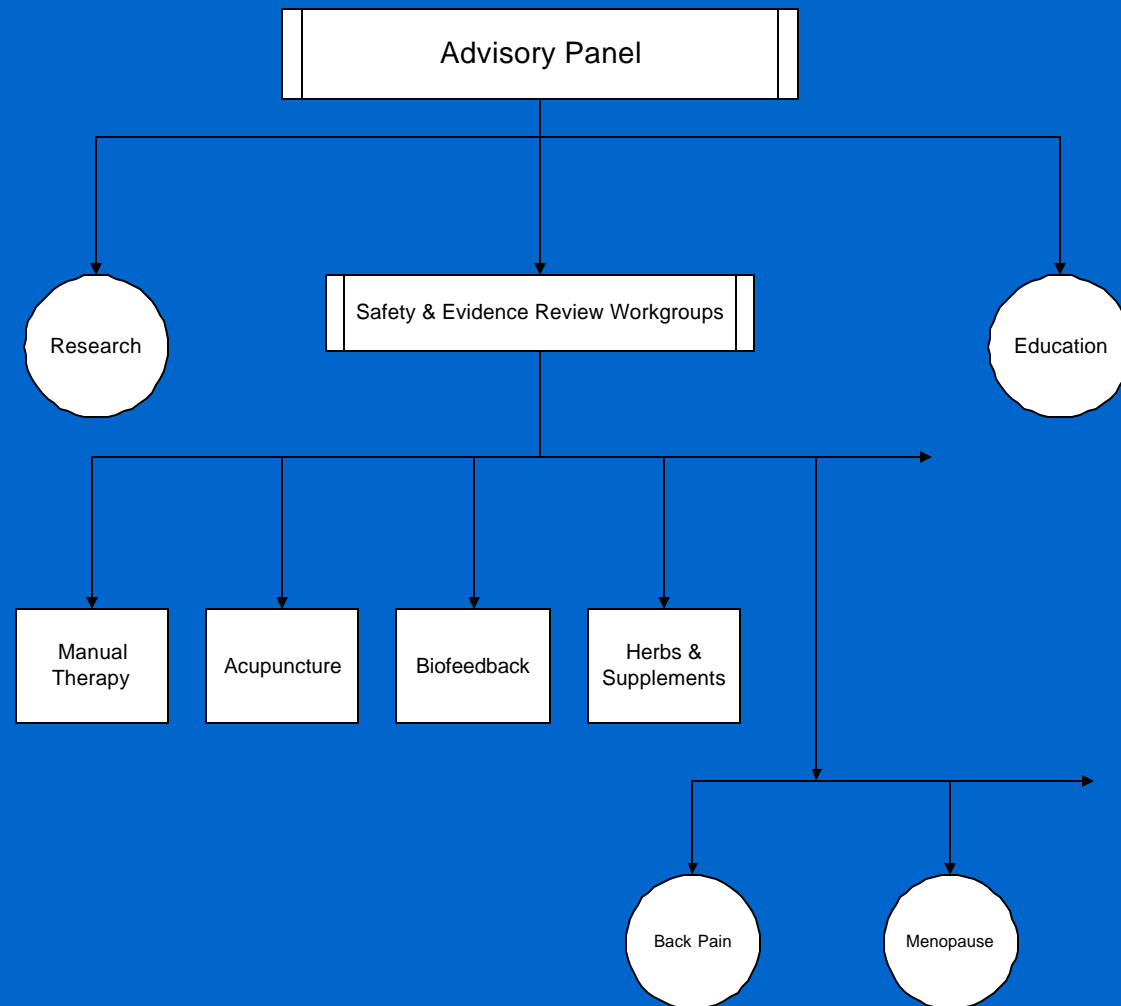 Advisory Panel
Research
Safety & Evidence Review Workgroups
Education
Manual
Therapy
Acupuncture
Biofeedback
Herbs &
Supplements
Back Pain
Menopause